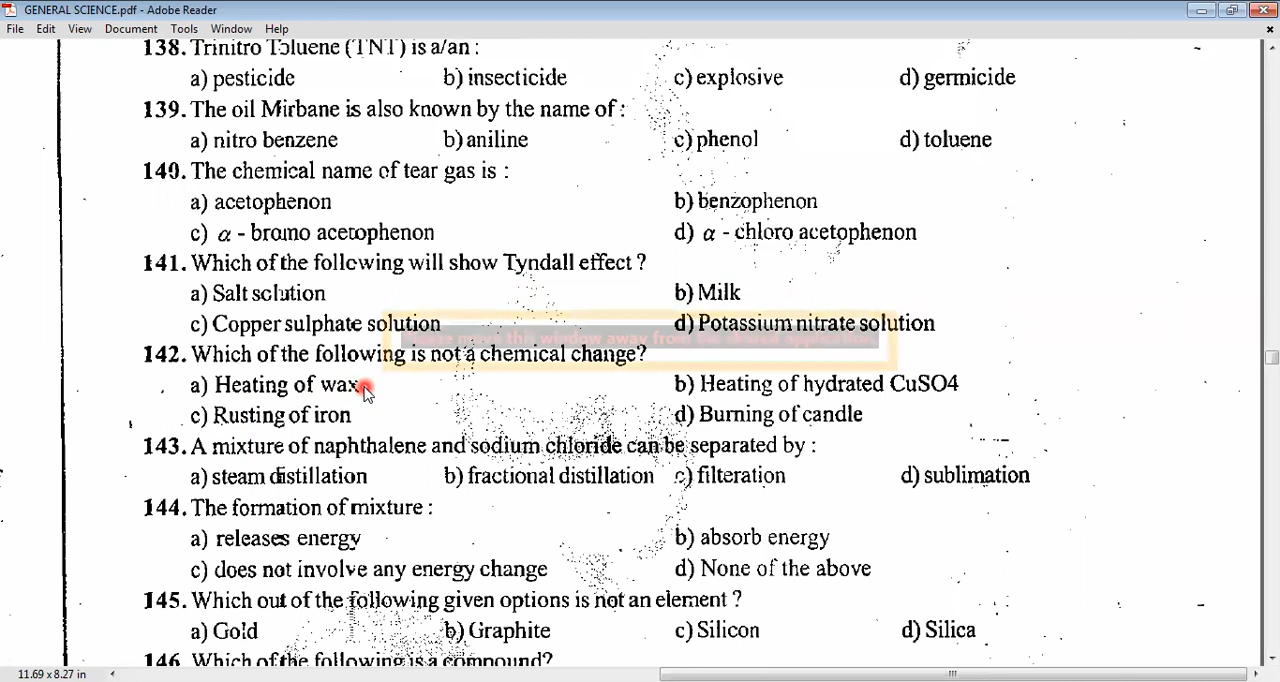 GENERAL SCIENCE.pdf - Adobe Reader
File Edit View Document Tools Window Help
138. Trinitro Toluene (TNT) is a/an :
a) pesticide b) insecticide c) explosive d) germicide
139. The oil Mirbane is also known by the name of :
a) nitro benzene b) aniline c) phenol d) toluene
140. The chemical name of tear gas is :
a) acetophenon b) benzophenon
c) α - bromo acetophenon d) α - chloro acetophenon
141. Which of the following will show Tyndall effect ?
a) Salt solution b) Milk
c) Copper sulphate solution d) Potassium nitrate solution
this window away from the shared application
142. Which of the following is not a chemical change?
a) Heating of wax b) Heating of hydrated CuSO4
c) Rusting of iron d) Burning of candle
143. A mixture of naphthalene and sodium chloride can be separated by :
a) steam distillation b) fractional distillation c) filteration d) sublimation
144. The formation of mixture :
a) releases energy b) absorb energy
c) does not involve any energy change d) None of the above
145. Which out of the following given options is not an element ?
a) Gold b) Graphite c) Silicon d) Silica
146. Which of the following is a compound?
11.69 x 8.27 in